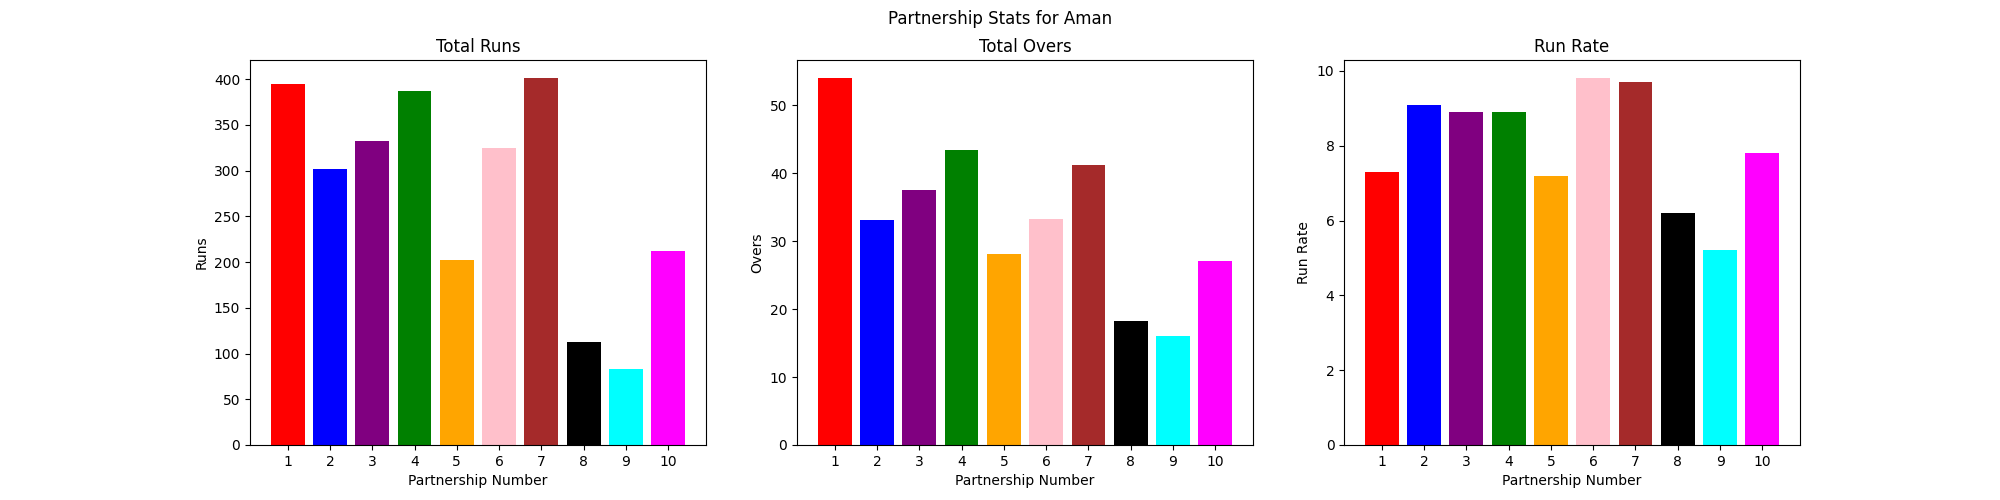 Partnership Stats for Aman
Total Runs
400
350
300
250
200
150
100
50
0
Runs
1 2 3 4 5 6 7 8 9 10
Partnership Number
Total Overs
50
40
30
20
10
0
Overs
1 2 3 4 5 6 7 8 9 10
Partnership Number
Run Rate
10
8
6
4
2
0
Run Rate
1 2 3 4 5 6 7 8 9 10
Partnership Number